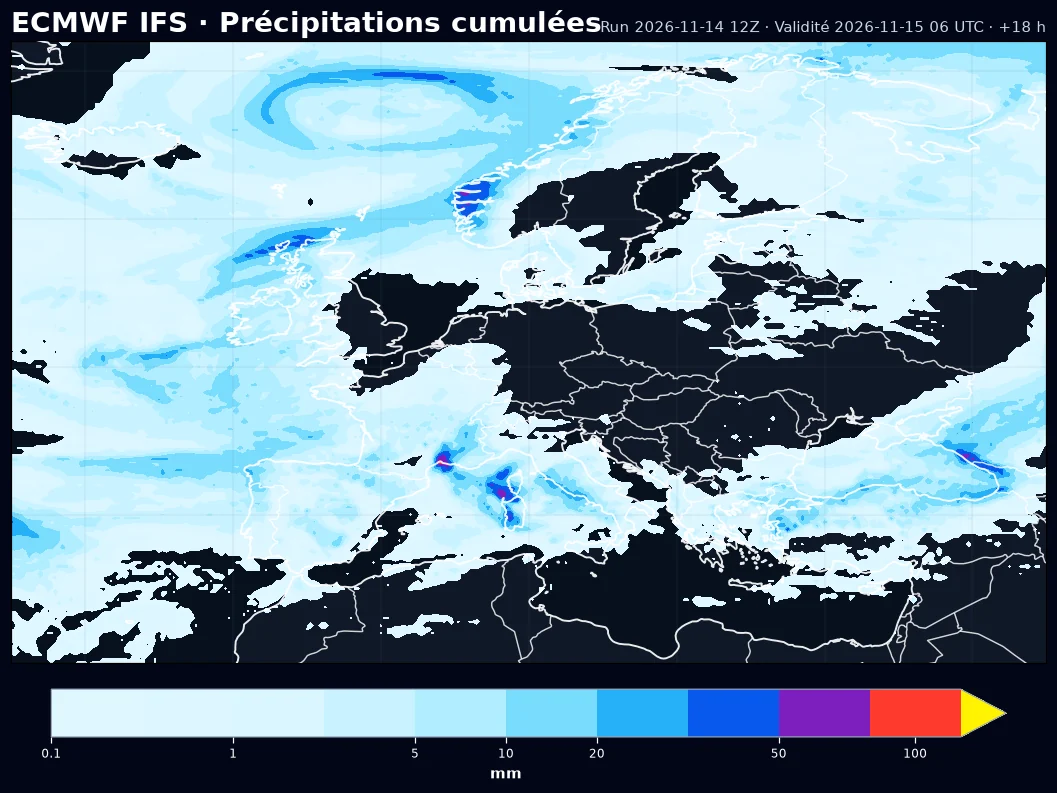 ECMWF IFS · Précipitations cumulées
Run 2026-11-14 12Z · Validité 2026-11-15 06 UTC · +18 h
0.1 1 5 10 20 50 100
mm